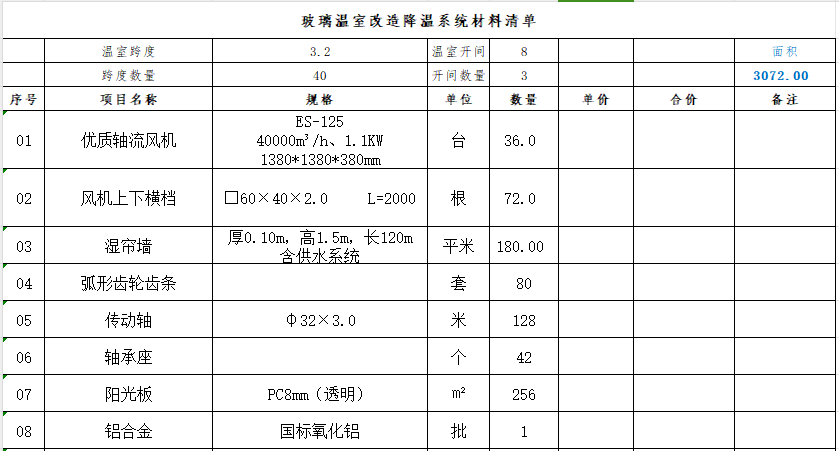 玻璃温室改造降温系统材料清单
温室跨度 3.2 温室开间 8 面积
跨度数量 40 开间数量 3 3072.00
序号 项目名称 规格 单位 数量 单价 合价 备注
01 优质轴流风机 ES-125 台 36.0
40000m³/h、1.1KW
1380*1380*380mm
02 风机上下横档 □60×40×2.0 L=2000 根 72.0
03 湿帘墙 厚0.10m，高1.5m，长120m 平米 180.00
含供水系统
04 弧形齿轮齿条 套 80
05 传动轴 Φ32×3.0 米 128
06 轴承座 个 42
07 阳光板 PC8mm（透明） m² 256
08 铝合金 国标氧化铝 批 1